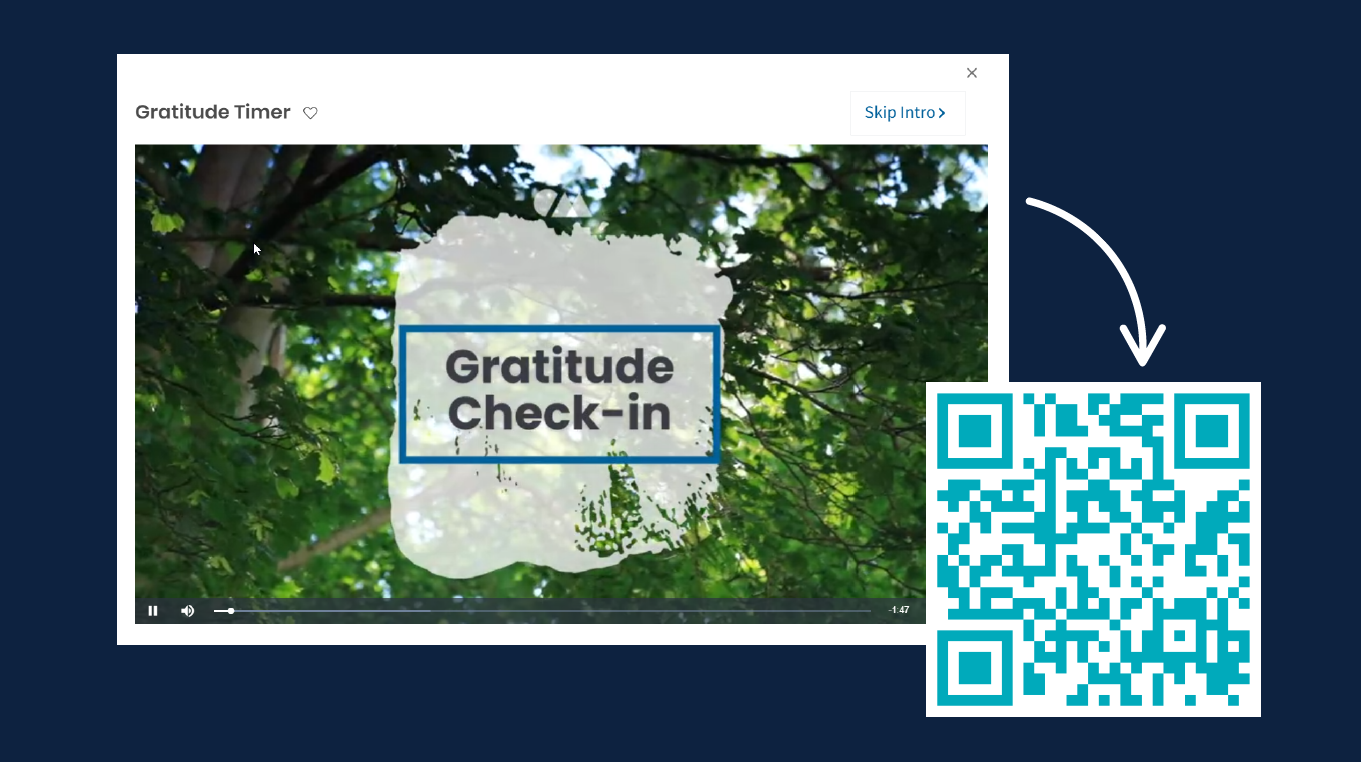 Gratitude Timer
Skip Intro
Gratitude
Check-in
-1:47